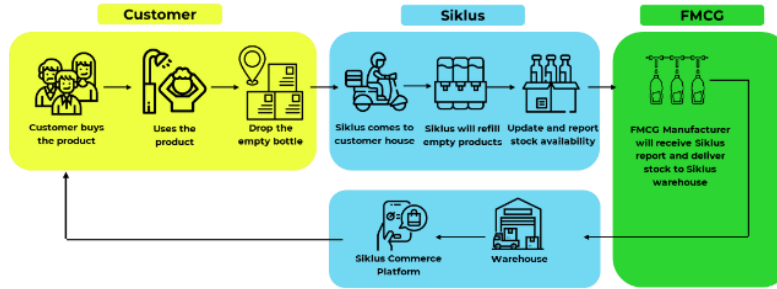 Customer
Siklus
FMCG
Customer buys
the product
Uses the
product
Drop the
empty bottle
Siklus comes to
customer house
Siklus will refill
empty products
Update and report
stock availability
FMCG Manufacturer
will receive Siklus
report and deliver
stock to Siklus
warehouse
Siklus Commerce
Platform
Warehouse